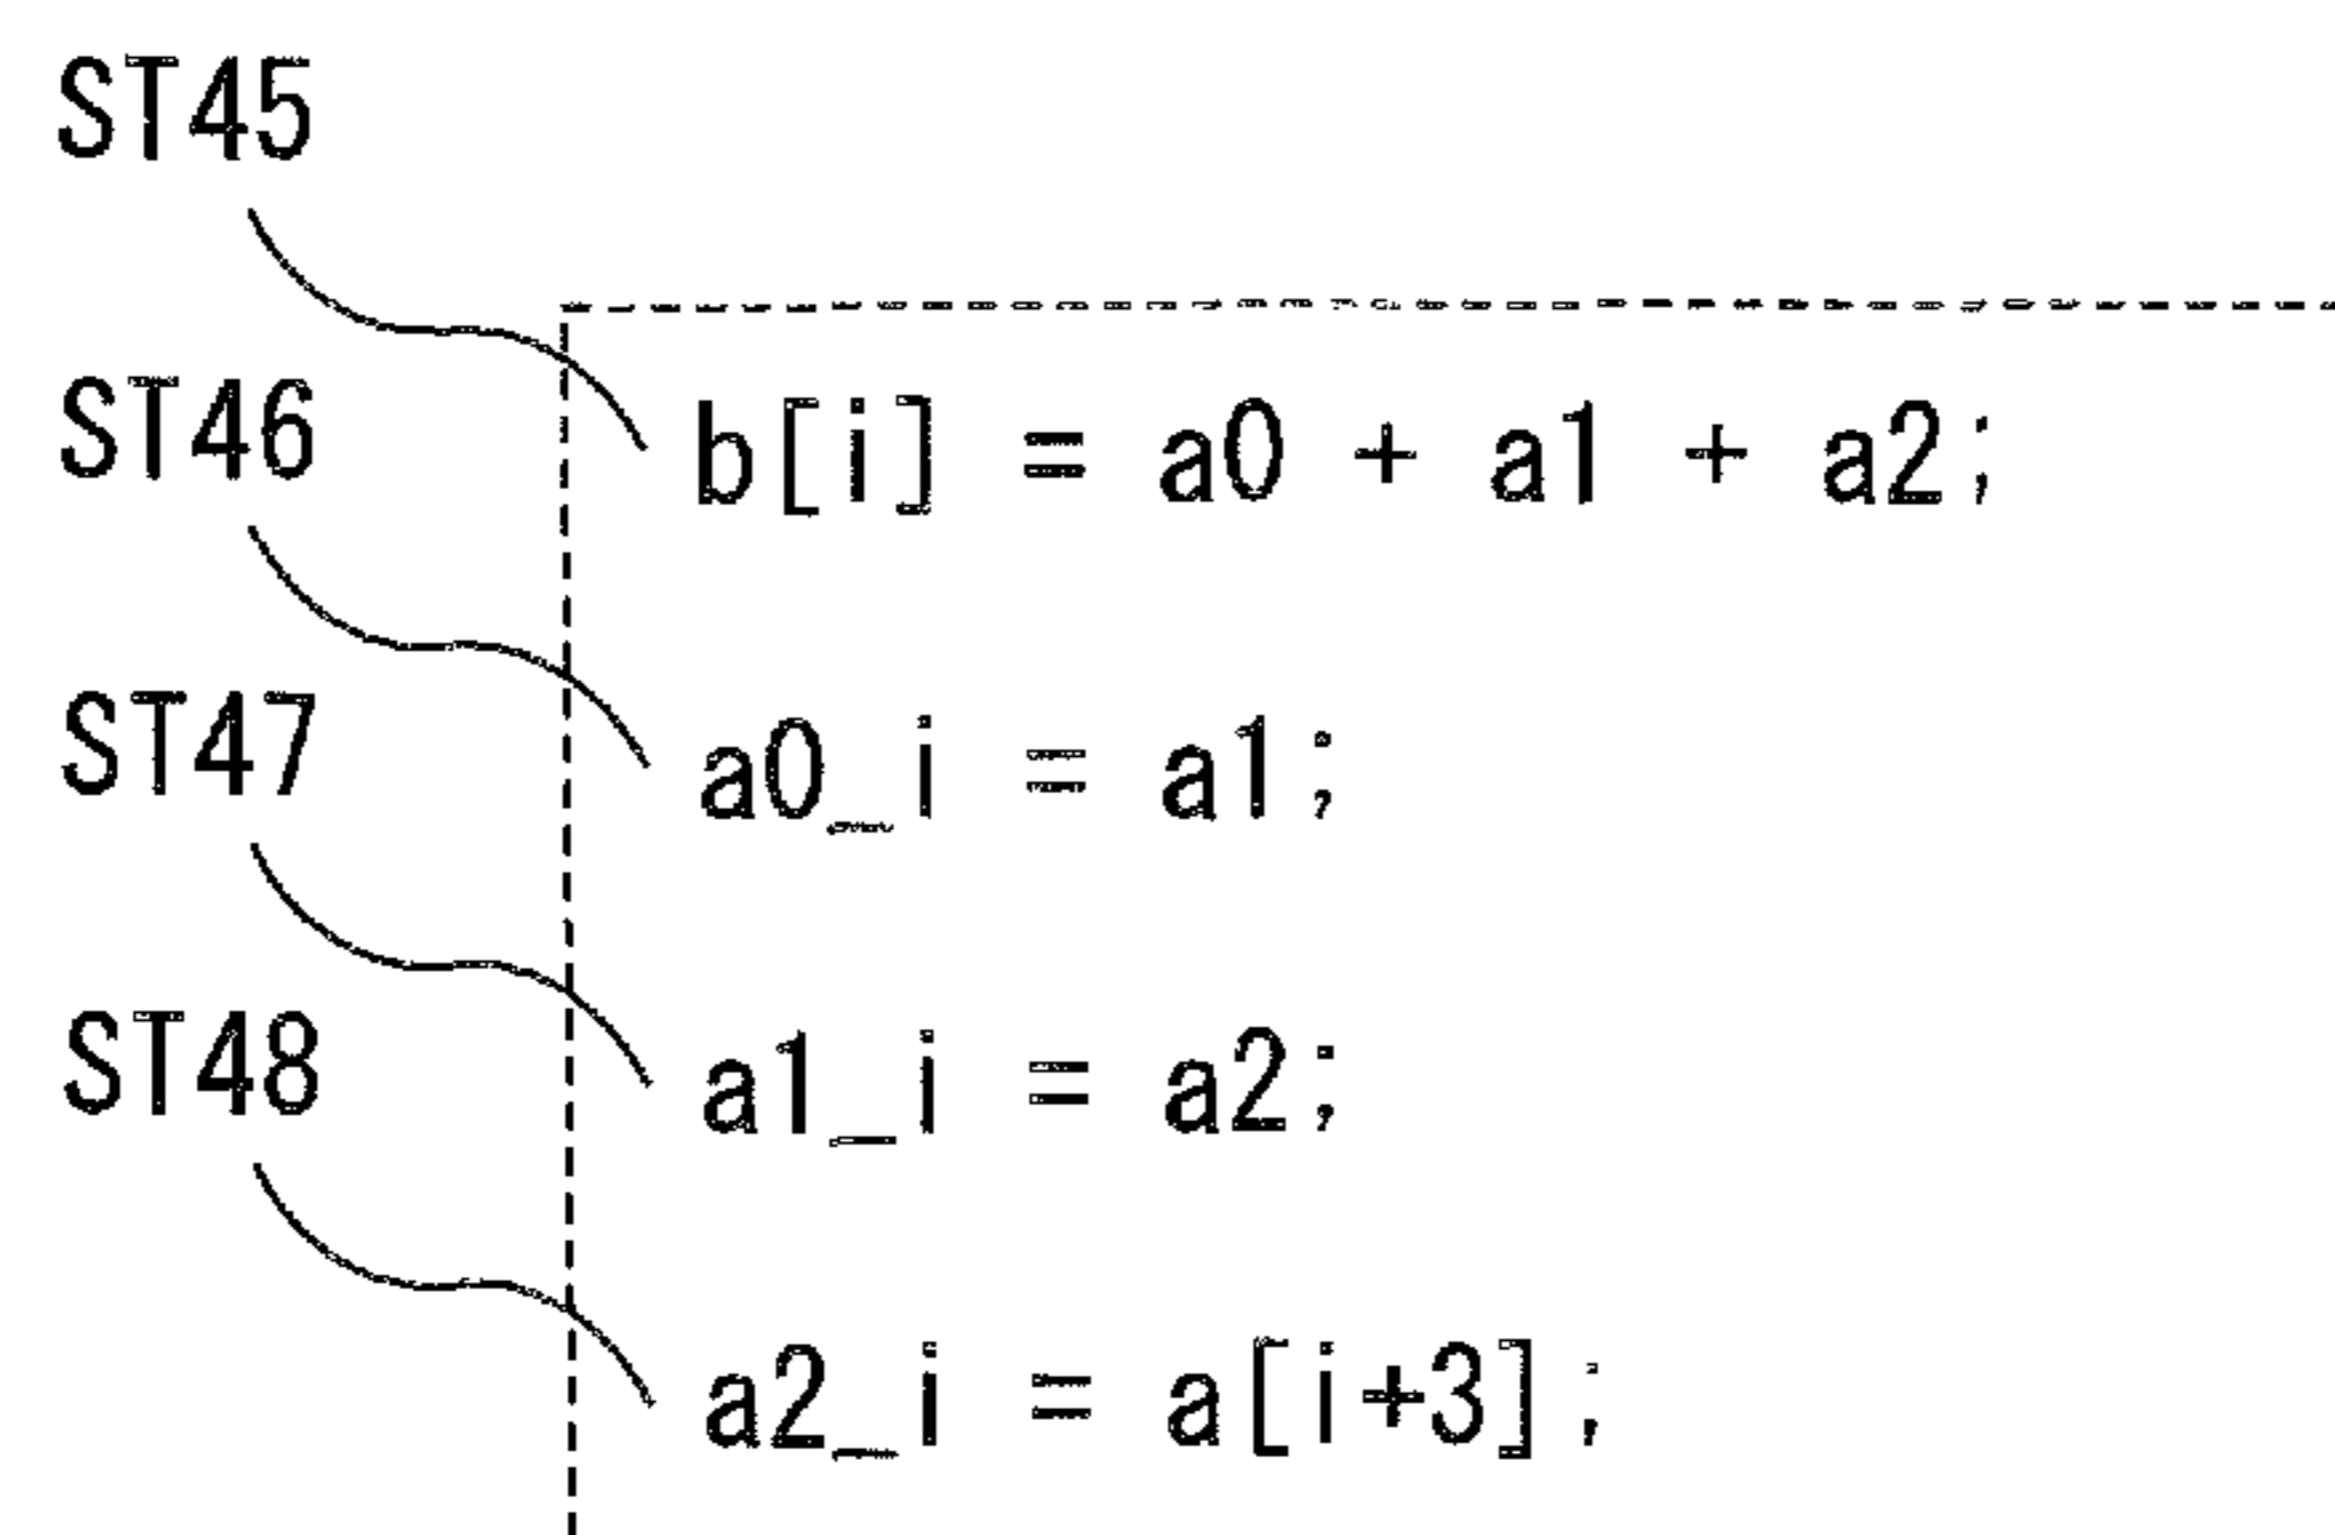 ST45
ST46
b[i] = a0 + a1 + a2;
ST47
a0_i = a1;
ST48
a1_i = a2;
a2_i = a[i+3];